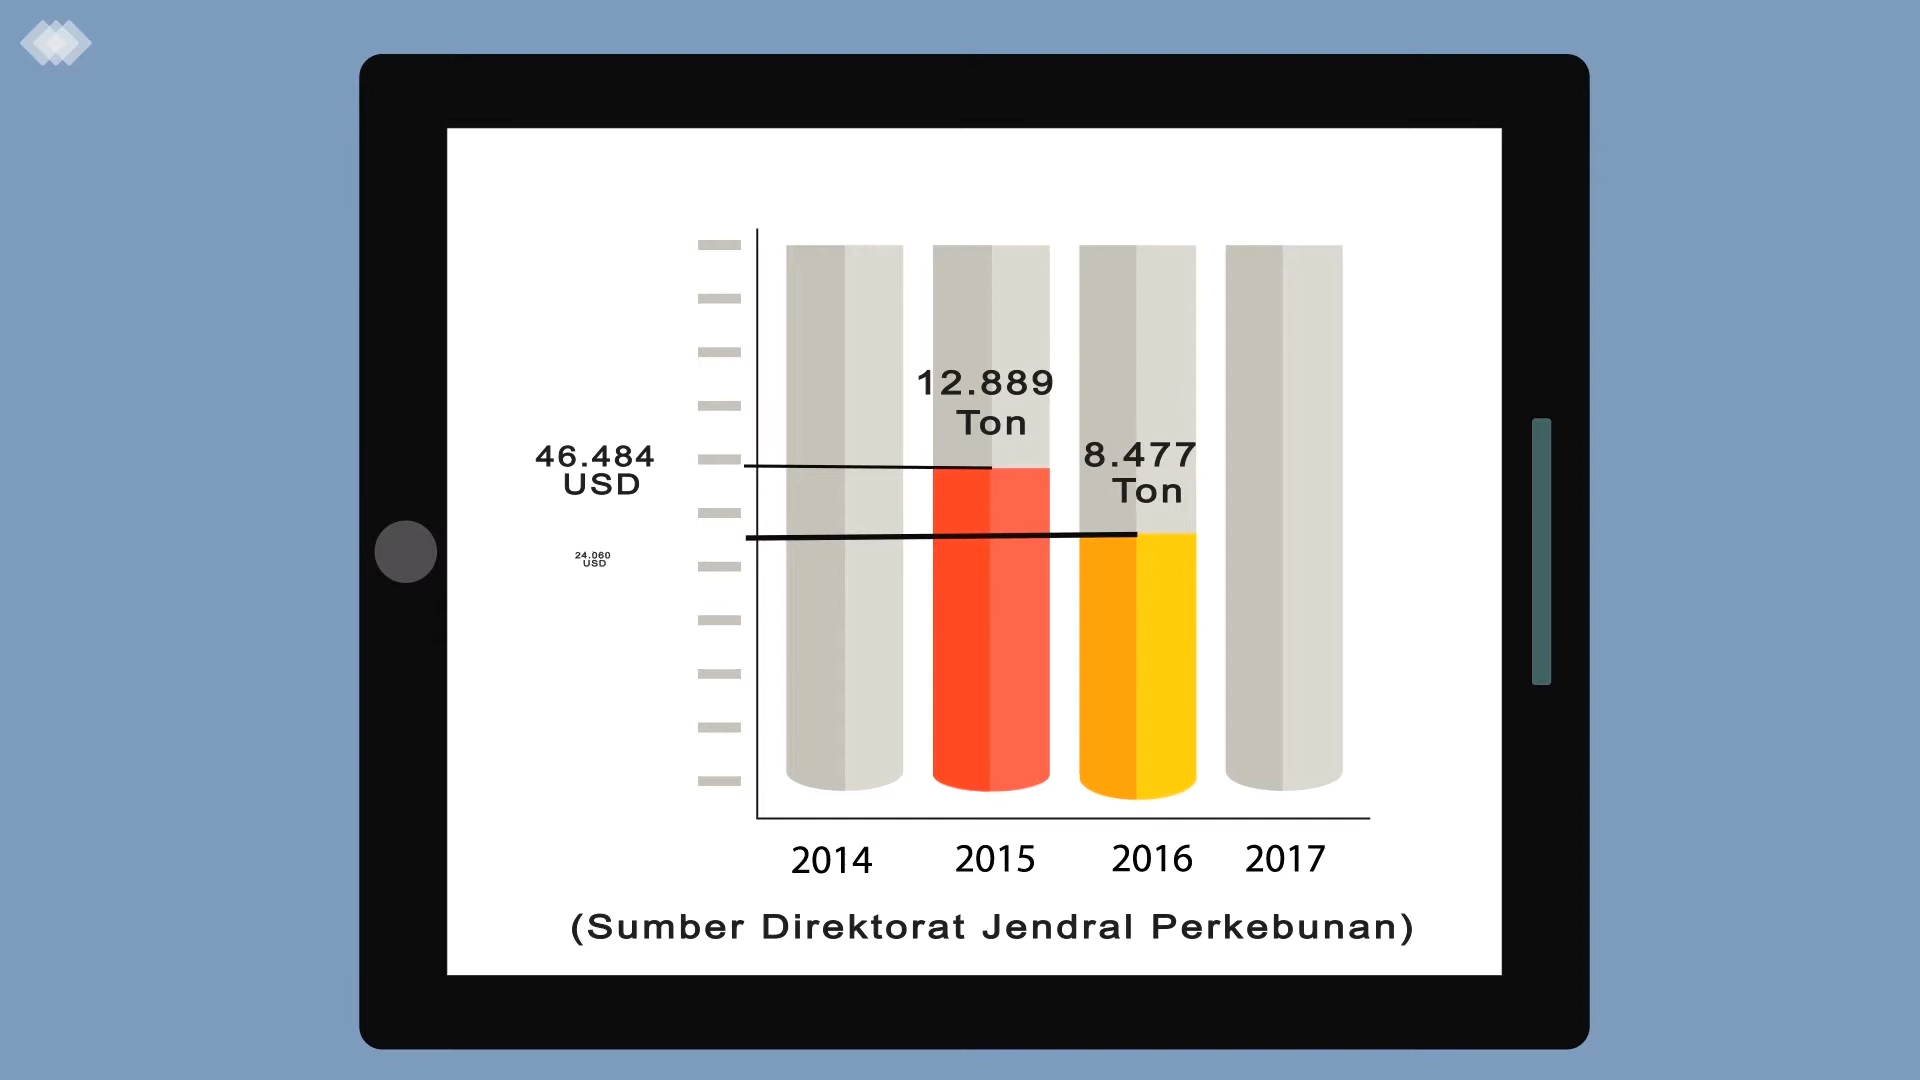 12.889
Ton
46.484
USD
8.477
Ton
24.060
USD
2014 2015 2016 2017
(Sumber Direktorat Jendral Perkebunan)